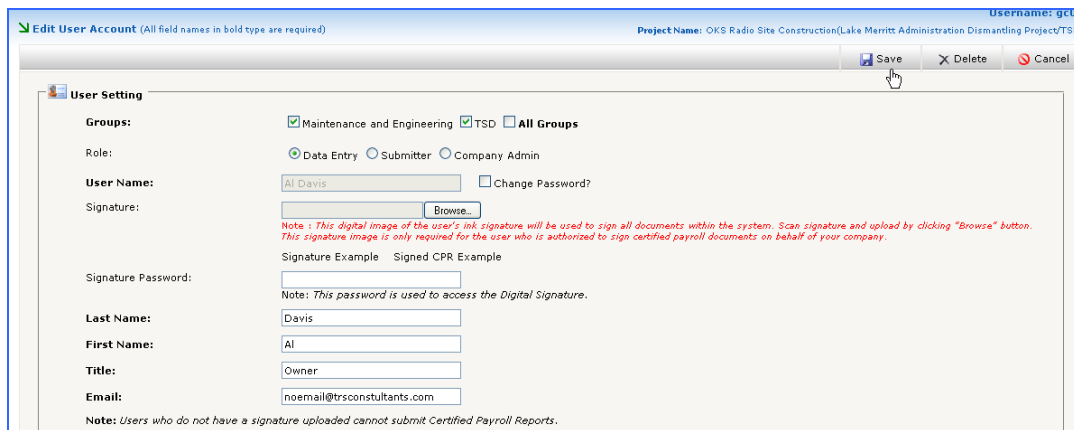 Username: gc
Edit User Account (All field names in bold type are required)
Project Name: OKS Radio Site Construction(Lake Merritt Administration Dismantling Project/TS
Save Delete Cancel
User Setting
Groups: Maintenance and Engineering TSD All Groups
Role: Data Entry Submitter Company Admin
User Name: Al Davis Change Password?
Signature: Browse...
Note : This digital image of the user's ink signature will be used to sign all documents within the system. Scan signature and upload by clicking "Browse" button.
This signature image is only required for the user who is authorized to sign certified payroll documents on behalf of your company.
Signature Example Signed CPR Example
Signature Password:
Note: This password is used to access the Digital Signature.
Last Name: Davis
First Name: Al
Title: Owner
Email: noemail@trsconstultants.com
Note: Users who do not have a signature uploaded cannot submit Certified Payroll Reports.